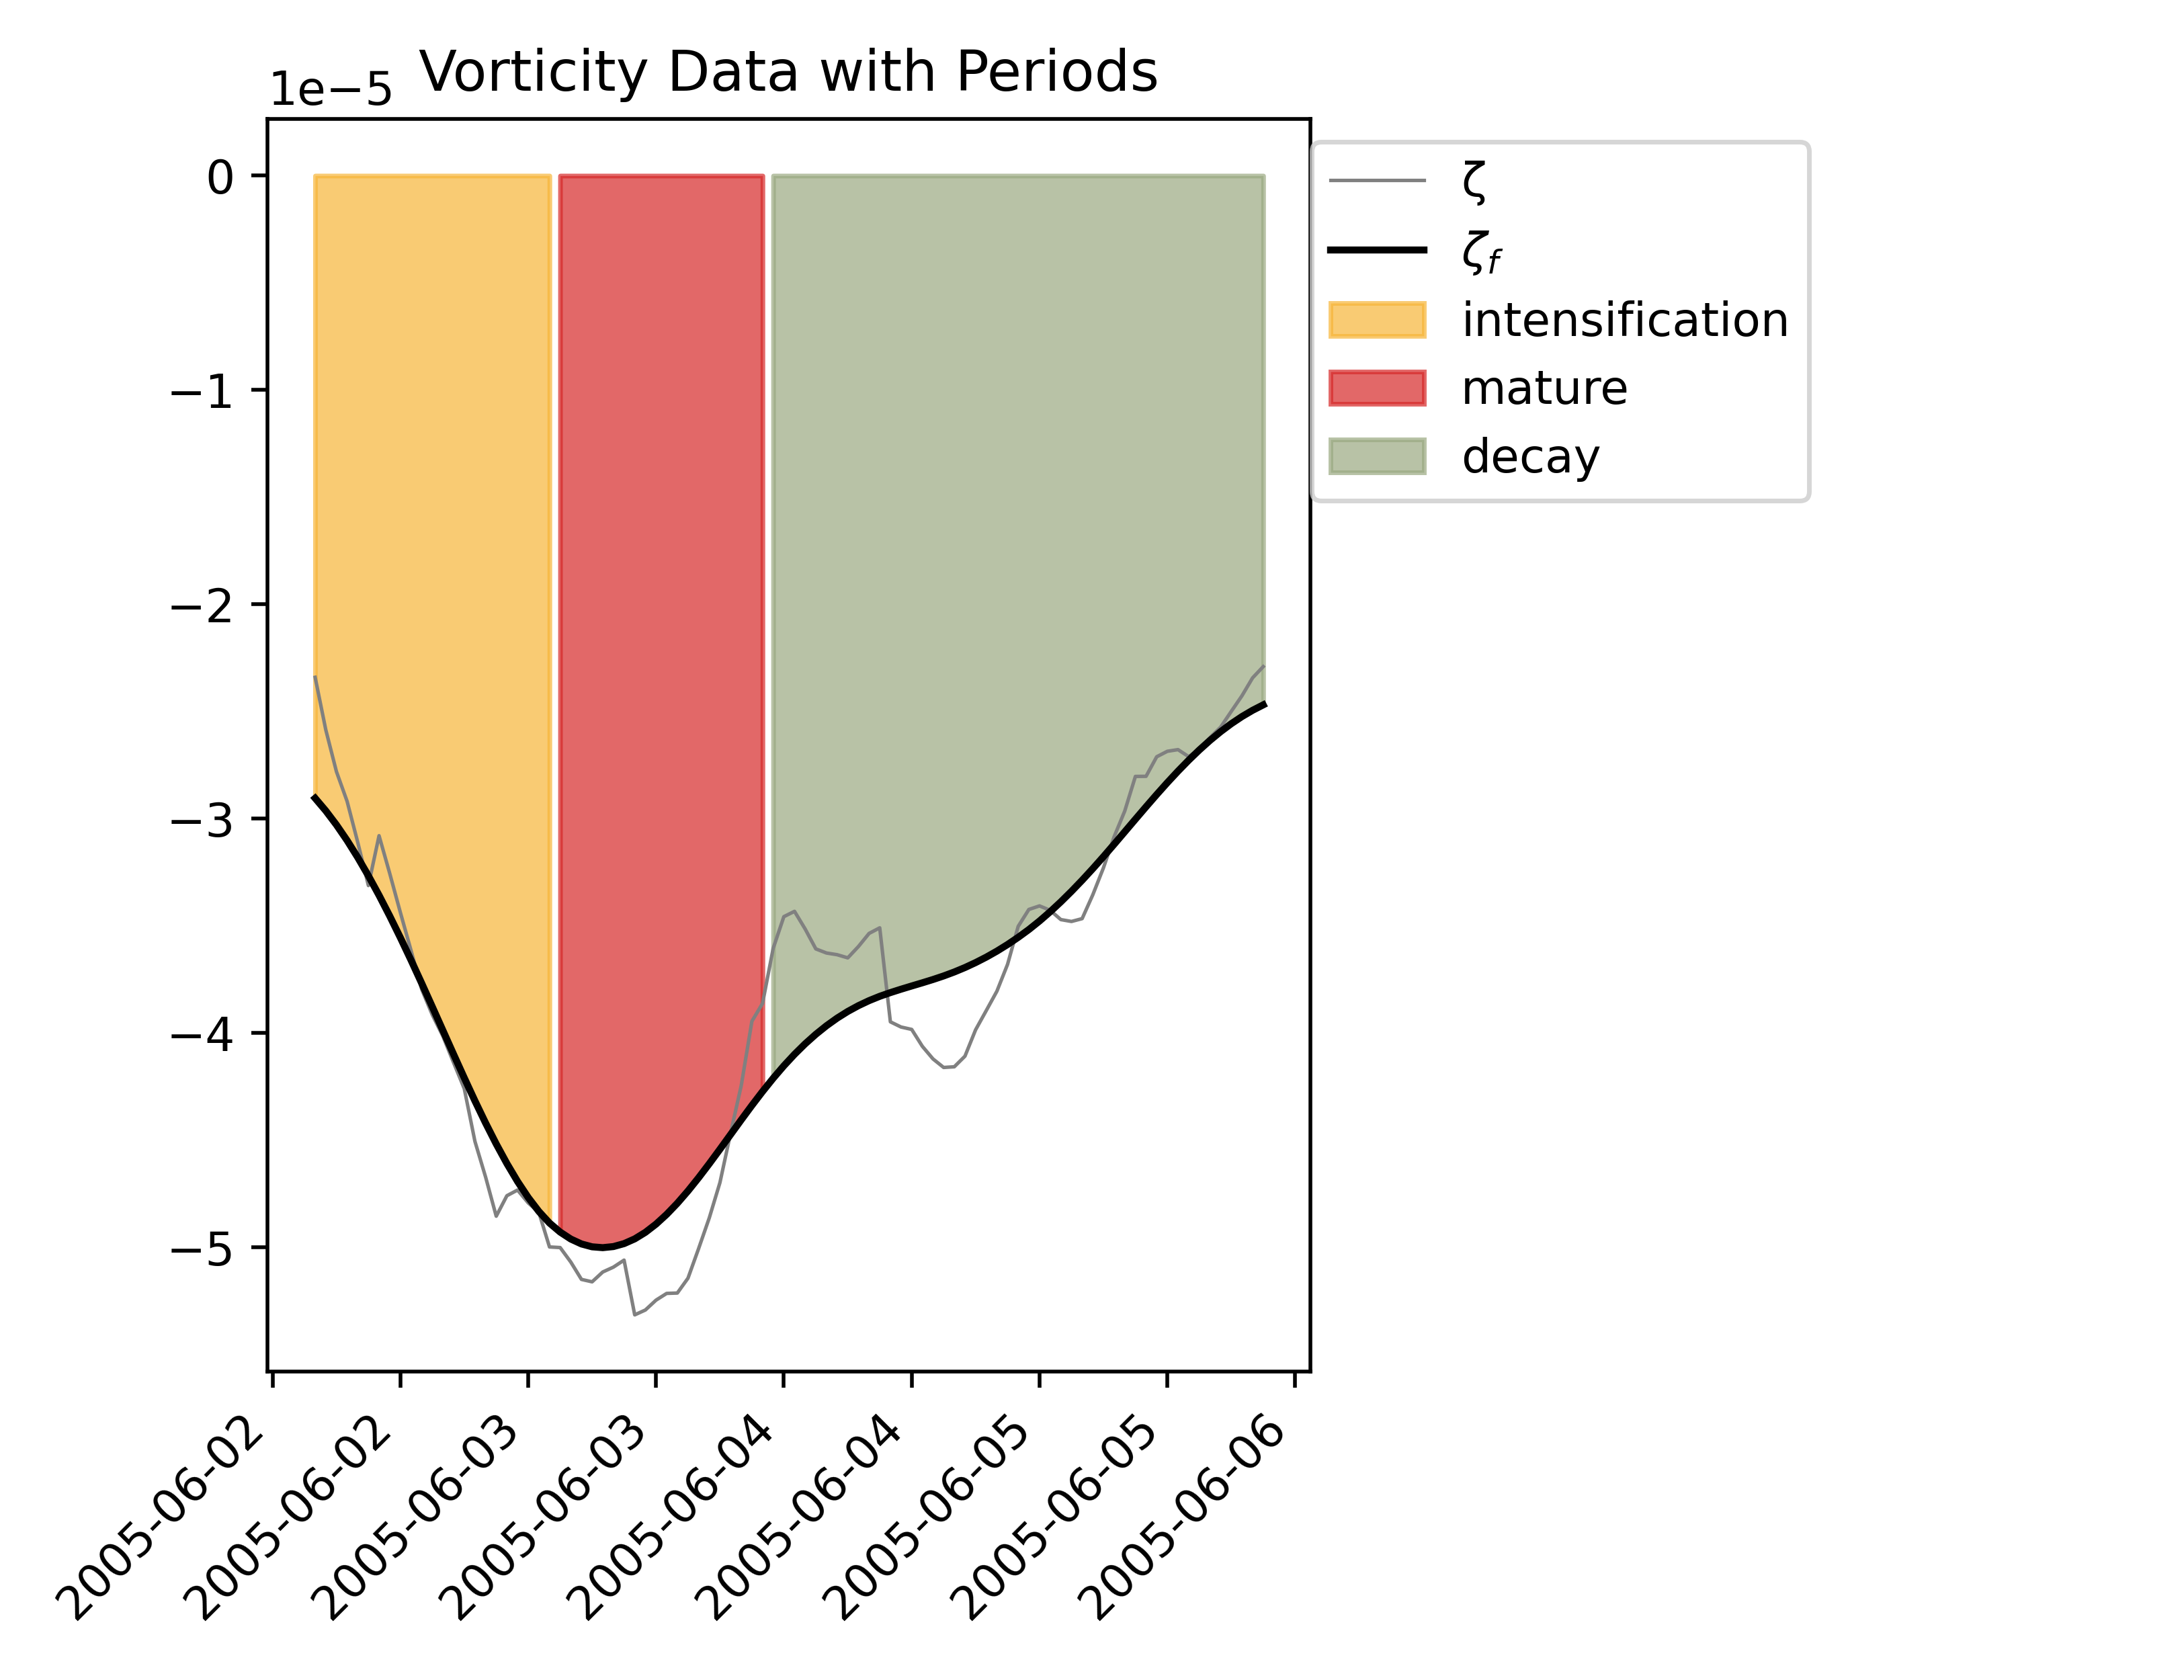 Vorticity Data with Periods
1e−5
0
−1
−2
−3
−4
−5
ζ
ζf
intensification
mature
decay
2005-06-02
2005-06-02
2005-06-03
2005-06-03
2005-06-04
2005-06-04
2005-06-05
2005-06-05
2005-06-06